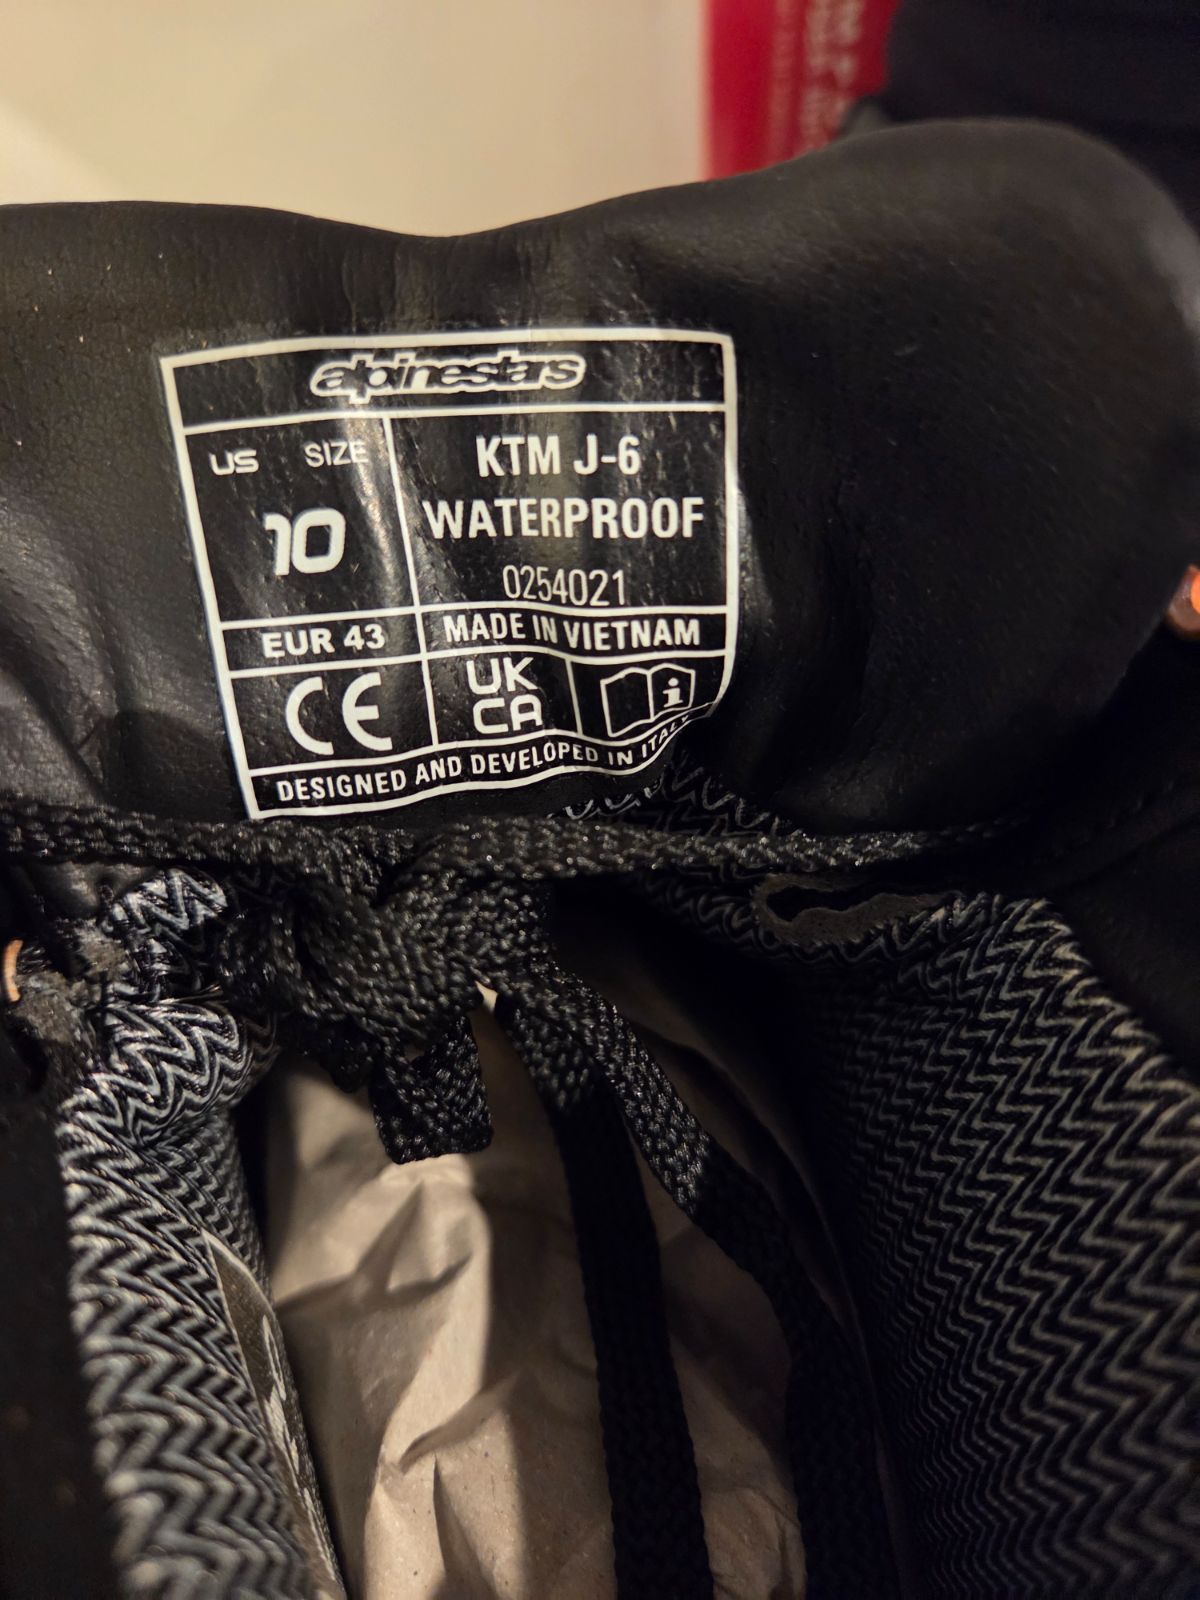 alpinestars
US SIZE
10
KTM J-6
WATERPROOF
0254021
EUR 43
MADE IN VIETNAM
CE
UK
CA
i
DESIGNED AND DEVELOPED IN ITALY